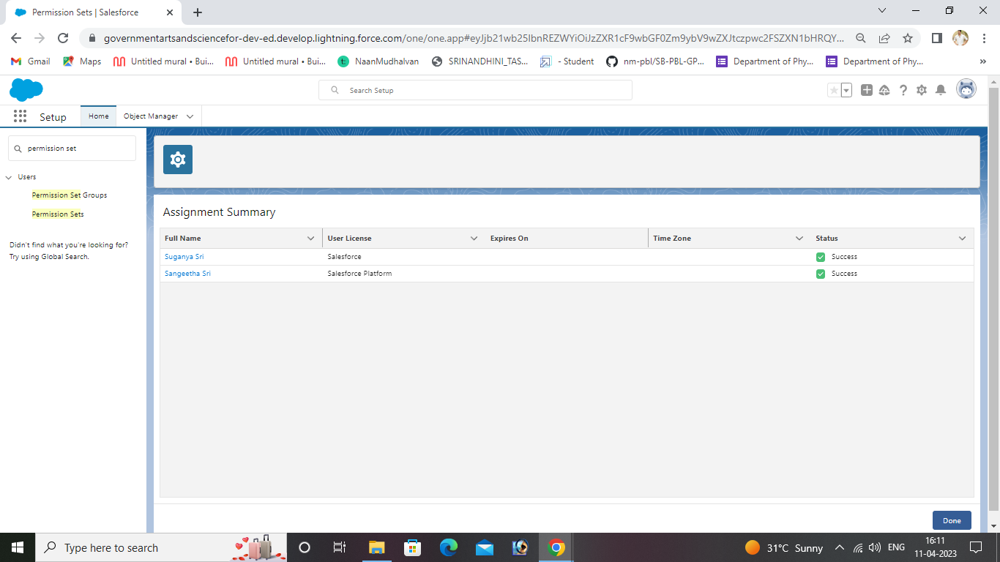 Permission Sets | Salesforce
governmentartsandsciencefor-dev-ed.develop.lightning.force.com/one/one.app#eyJjb21wb25lbnREZWYiOiJzZXR1cF9wbGF0Zm9ybV9wZXJtczpwc2FSZXN1bHRQY...
Gmail Maps Untitled mural • Bui... Untitled mural • Bui... NaanMudhalvan SRINANDHINI_TAS... - Student nm-pbl/SB-PBL-GP... Department of Phy... Department of Phy... »
Search Setup
Setup Home Object Manager
permission set
Users
Permission Set Groups
Permission Sets
Didn't find what you're looking for?
Try using Global Search.
Assignment Summary
Full Name User License Expires On Time Zone Status
Suganya Sri Salesforce Success
Sangeetha Sri Salesforce Platform Success
Done
Type here to search
31°C Sunny ENG
16:11
11-04-2023